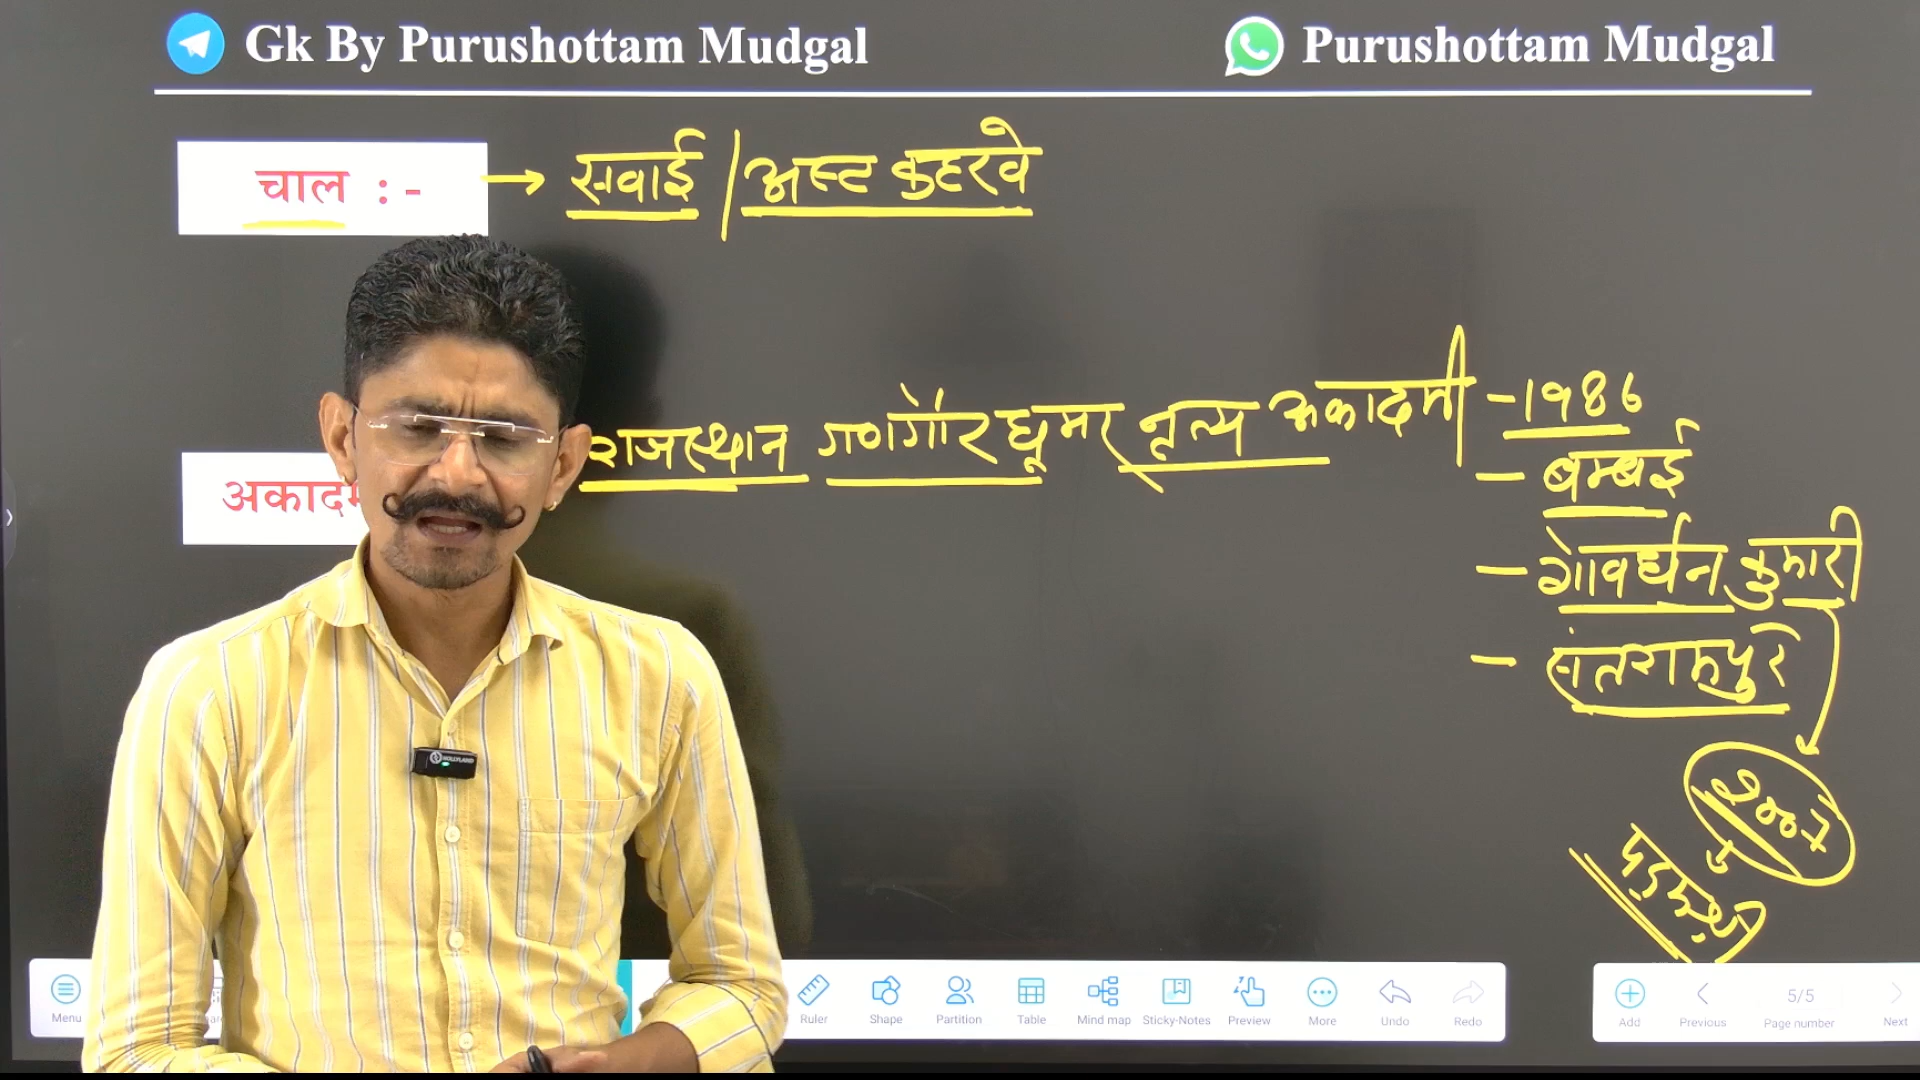 Gk By Purushottam Mudgal
Purushottam Mudgal
चाल : -
→ सवाई / अष्ट कहरवे
राजस्थान गणगौर घूमर नृत्य अकादमी
- 1986
- बम्बई
- गोवर्धन कुमारी
- संतरामपुर
2007
पद्मश्री
अकादम
HOLLYLAND
Menu
Ruler
Shape
Partition
Table
Mind map
Sticky-Notes
Preview
More
Undo
Redo
Add
Previous
5/5
Page number
Next